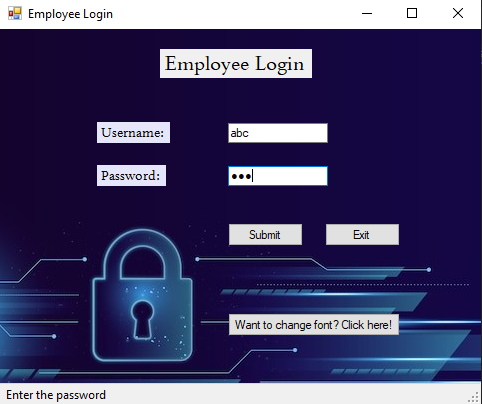 Employee Login
Employee Login
Username:
abc
Password:
●●●
Submit
Exit
Want to change font? Click here!
Enter the password